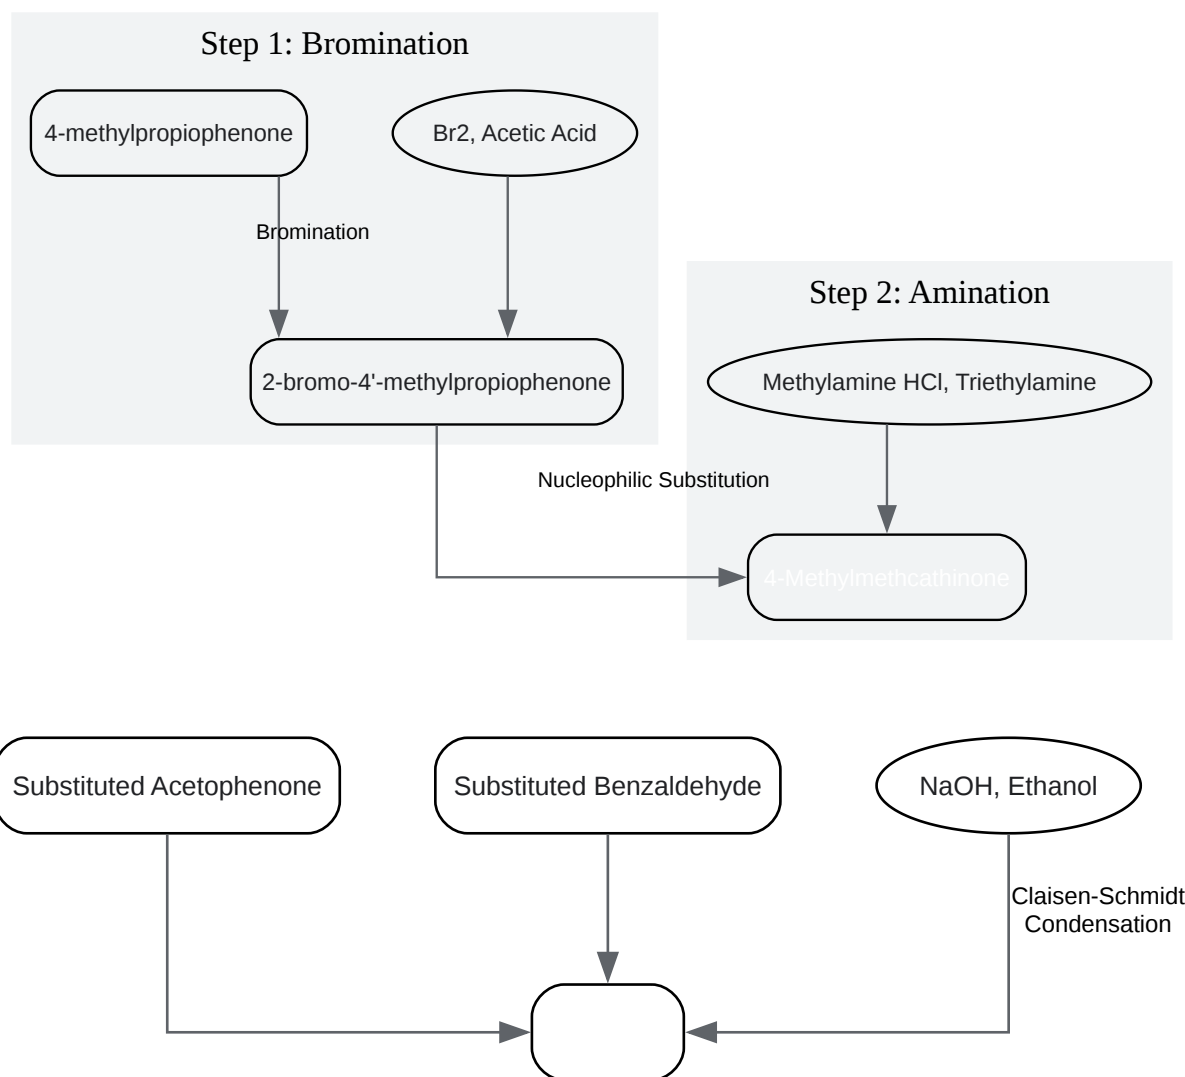 Step 1: Bromination
4-methylpropiophenone
Br2, Acetic Acid
Bromination
2-bromo-4'-methylpropiophenone
Step 2: Amination
Methylamine HCl, Triethylamine
Nucleophilic Substitution
4-Methylmethcathinone
Substituted Acetophenone
Substituted Benzaldehyde
NaOH, Ethanol
Claisen-Schmidt
Condensation